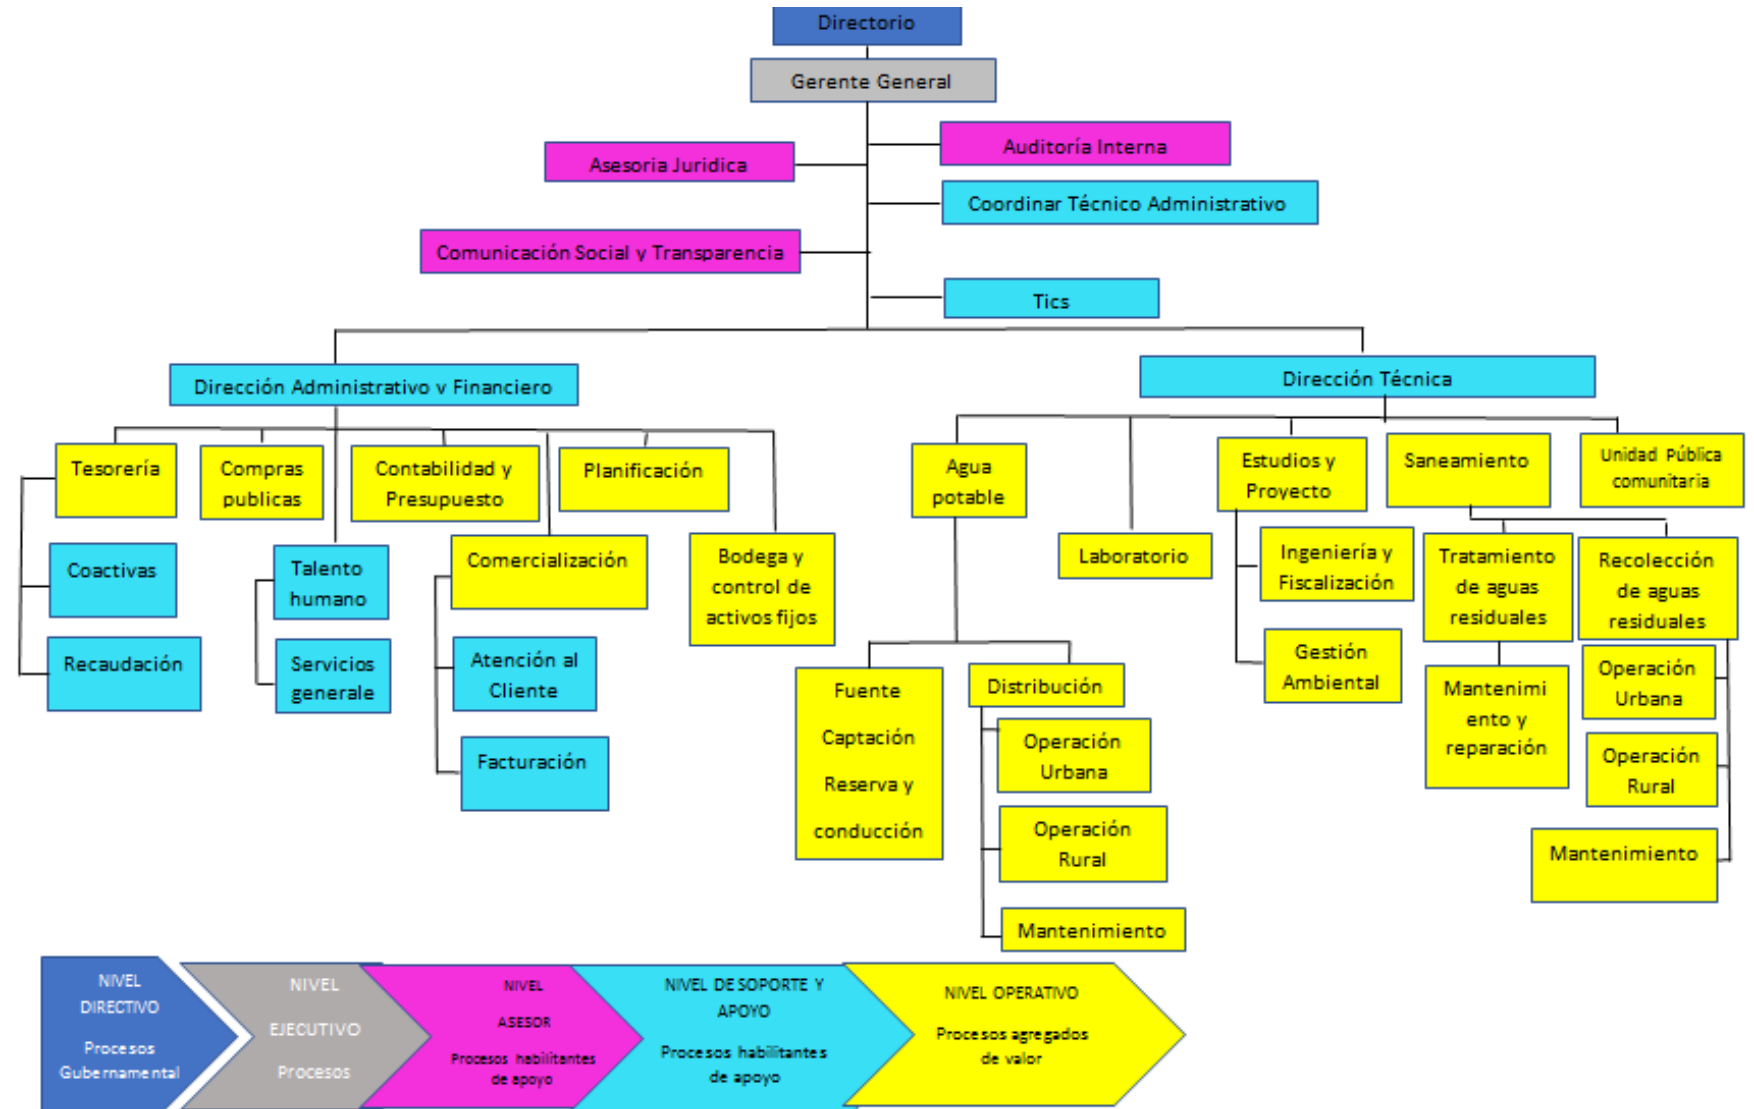 Directorio
Gerente General
Auditoría Interna
Asesoria Juridica
Coordinar Técnico Administrativo
Comunicación Social y Transparencia
Tics
Dirección Administrativo y Financiero
Dirección Técnica
Tesorería
Compras
publicas
Contabilidad y
Presupuesto
Planificación
Agua
potable
Estudios y
Proyecto
Saneamiento
Unidad Pública
comunitaria
Coactivas
Talento
humano
Comercialización
Bodega y
control de
activos fijos
Laboratorio
Ingeniería y
Fiscalización
Tratamiento
de aguas
residuales
Recolección
de aguas
residuales
Recaudación
Servicios
generale
Atención al
Cliente
Facturación
Fuente
Captación
Reserva y
conducción
Distribución
Operación
Urbana
Operación
Rural
Mantenimiento
Gestión
Ambiental
Mantenimi
ento y
reparación
Operación
Urbana
Operación
Rural
Mantenimiento
NIVEL
DIRECTIVO
Procesos
Gubernamental
NIVEL
EJECUTIVO
Procesos
NIVEL
ASESOR
Procesos habilitantes
de apoyo
NIVEL DE SOPORTE Y
APOYO
Procesos habilitantes
de apoyo
NIVEL OPERATIVO
Procesos agregados
de valor